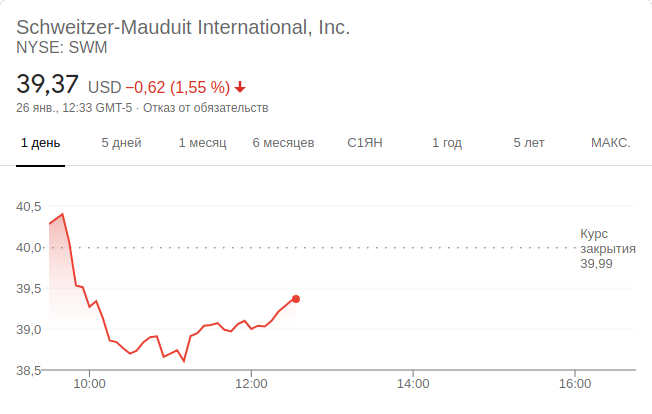 Schweitzer-Mauduit International, Inc.
NYSE: SWM
39,37 USD −0,62 (1,55 %)
26 янв., 12:33 GMT-5 · Отказ от обязательств
1 день 5 дней 1 месяц 6 месяцев С1ЯН 1 год 5 лет МАКС.
40,5
40,0
39,5
39,0
38,5
Курс
закрытия
39,99
10:00 12:00 14:00 16:00